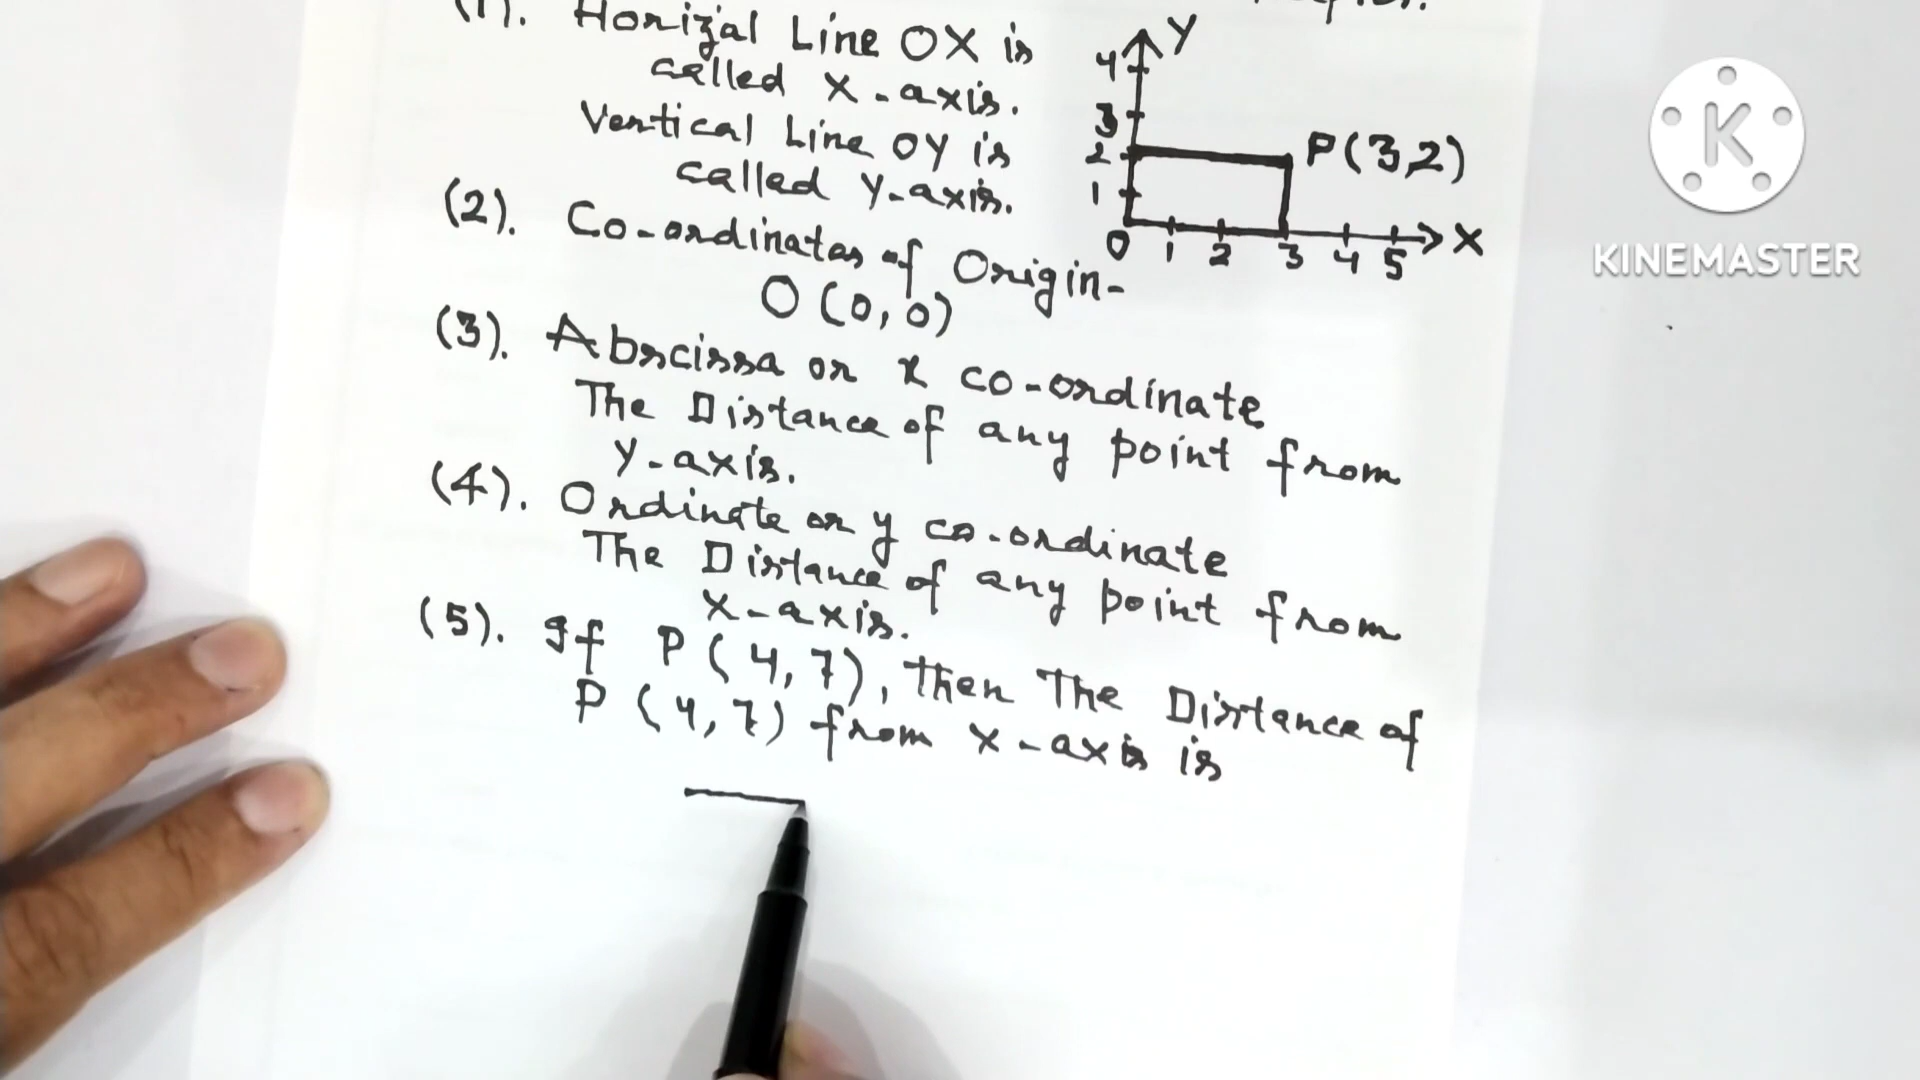 (1). Horizal Line OX is
called X-axis.
Vertical Line OY is
called Y-axis.
(2). Co-ordinates of Origin-
O (0,0)
(3). Abscissa or x co-ordinate
The Distance of any point from
Y-axis.
(4). Ordinate or y co-ordinate
The Distance of any point from
X-axis.
(5). If P (4,7), Then The Distance of
P (4,7) from x-axis is
Y
4
3
2
1
P(3,2)
0 1 2 3 4 5 X
K
KINEMASTER